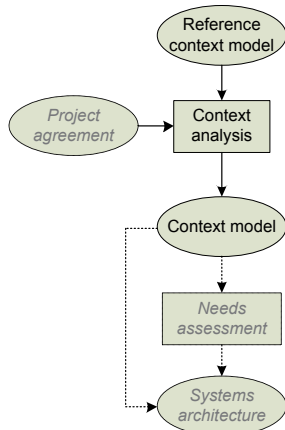 Reference
context model
Project
agreement
Context
analysis
Context model
Needs
assessment
Systems
architecture